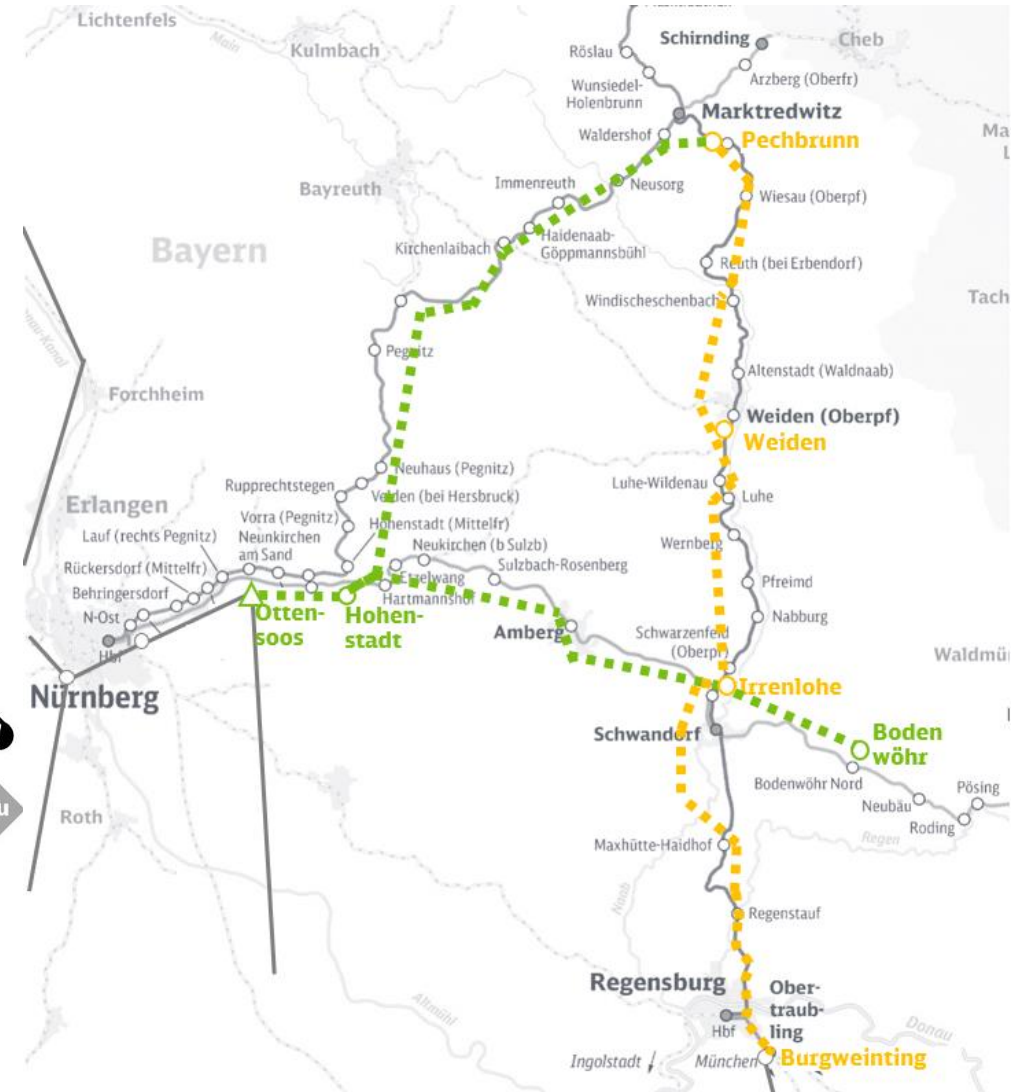 Lichtenfels
Main
Kulmbach
Röslau
Schirnding
Cheb
Arzberg (Oberfr)
Wunsiedel-
Holenbrunn
Marktredwitz
Waldershof
Pechbrunn
Bayreuth
Immenreuth
Neusorg
Wiesau (Oberpf)
Bayern
Kirchenlaibach
Haidenaab-
Göppmannsbühl
Reuth (bei Erbendorf)
Windischeschenbach
Tach
Pegnitz
Altenstadt (Waldnaab)
Forchheim
Weiden (Oberpf)
Weiden
Neuhaus (Pegnitz)
Rupprechtstegen
Velden (bei Hersbruck)
Luhe-Wildenau
Luhe
Erlangen
Vorra (Pegnitz)
Hohenstadt (Mittelfr)
Lauf (rechts Pegnitz)
Neunkirchen
am Sand
Neukirchen (b Sulzb)
Wernberg
Rückersdorf (Mittelfr)
Etzelwang
Sulzbach-Rosenberg
Behringersdorf
Hartmannshof
Pfreimd
N-Ost
Otten-
soos
Hohen-
stadt
Nabburg
Amberg
Schwarzenfeld
(Oberpf)
Hbf
Waldmü
Nürnberg
Irrenlohe
Schwandorf
Boden
wöhr
Bodenwöhr Nord
Pösing
Neubäu
Roding
u
Roth
Maxhütte-Haidhof
Regen
Naab
Regenstauf
Regensburg
Ober-
traub-
ling
Hbf
Altmühl
Donau
Ingolstadt
München
Burgweinting